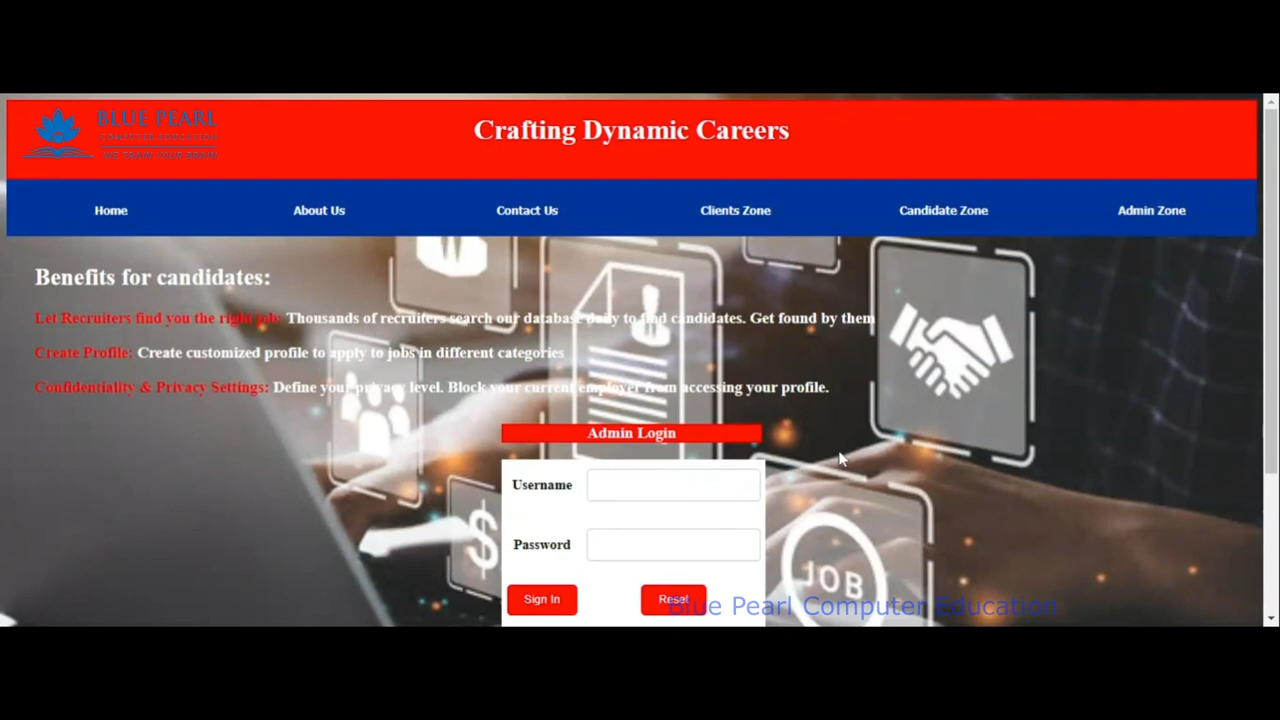 BLUE PEARL
COMPUTER EDUCATION
WE TRAIN YOUR BRAIN
Crafting Dynamic Careers
Home About Us Contact Us Clients Zone Candidate Zone Admin Zone
Benefits for candidates:
Let Recruiters find you the right job: Thousands of recruiters search our database daily to find candidates. Get found by them
Create Profile: Create customized profile to apply to jobs in different categories
Confidentiality & Privacy Settings: Define your privacy level. Block your current employer from accessing your profile.
Admin Login
Username
Password
$
JOB
Sign In Reset
Blue Pearl Computer Education